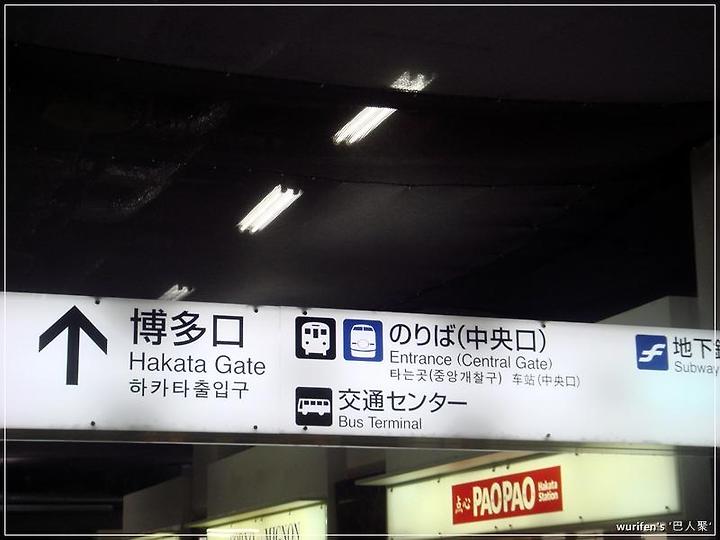 博多口
Hakata Gate
하카타출입구
のりば(中央口)
Entrance (Central Gate)
타는곳(중앙개찰구) 车站(中央口)
交通センター
Bus Terminal
地下
Subway
点心 PAOPAO Hakata Station
MIGNON
wurifen's '巴人聚'